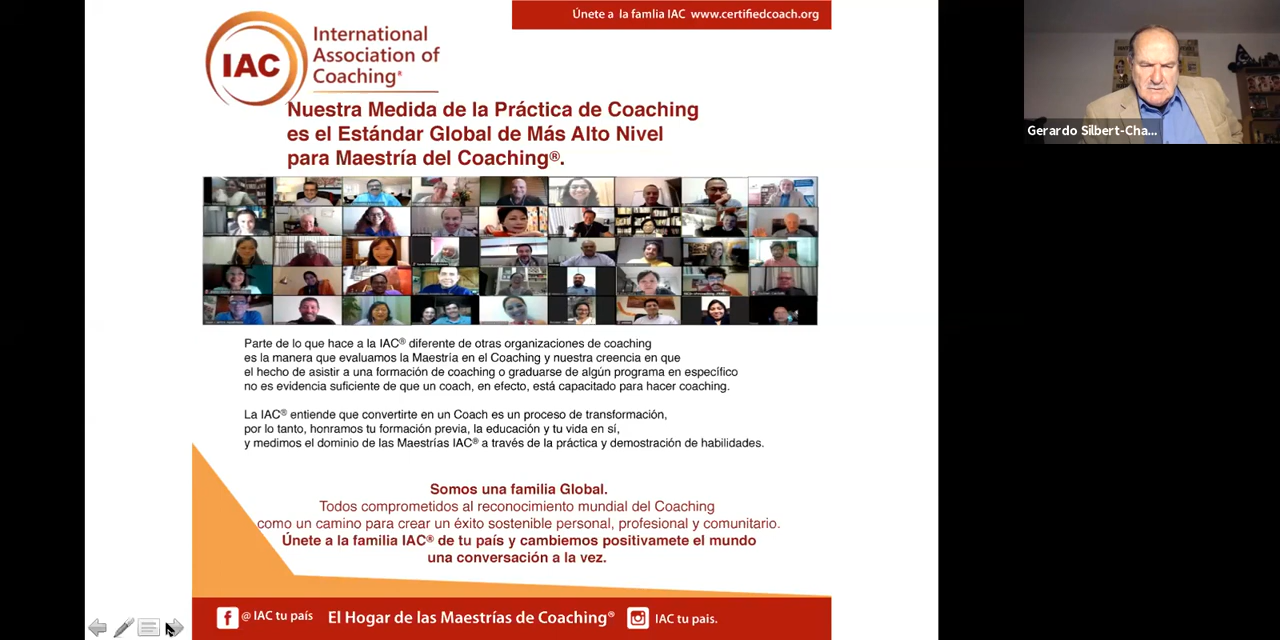 Únete a la famlia IAC www.certifiedcoach.org
IAC
International
Association of
Coaching®
Nuestra Medida de la Práctica de Coaching
es el Estándar Global de Más Alto Nivel
para Maestría del Coaching®.
Parte de lo que hace a la IAC® diferente de otras organizaciones de coaching
es la manera que evaluamos la Maestría en el Coaching y nuestra creencia en que
el hecho de asistir a una formación de coaching o graduarse de algún programa en específico
no es evidencia suficiente de que un coach, en efecto, está capacitado para hacer coaching.
La IAC® entiende que convertirte en un Coach es un proceso de transformación,
por lo tanto, honramos tu formación previa, la educación y tu vida en sí,
y medimos el dominio de las Maestrías IAC® a través de la práctica y demostración de habilidades.
Somos una familia Global.
Todos comprometidos al reconocimiento mundial del Coaching
como un camino para crear un éxito sostenible personal, profesional y comunitario.
Únete a la familia IAC® de tu país y cambiemos positivamete el mundo
una conversación a la vez.
@ IAC tu país
El Hogar de las Maestrías de Coaching®
IAC tu pais.
Gerardo Silbert-Cha...